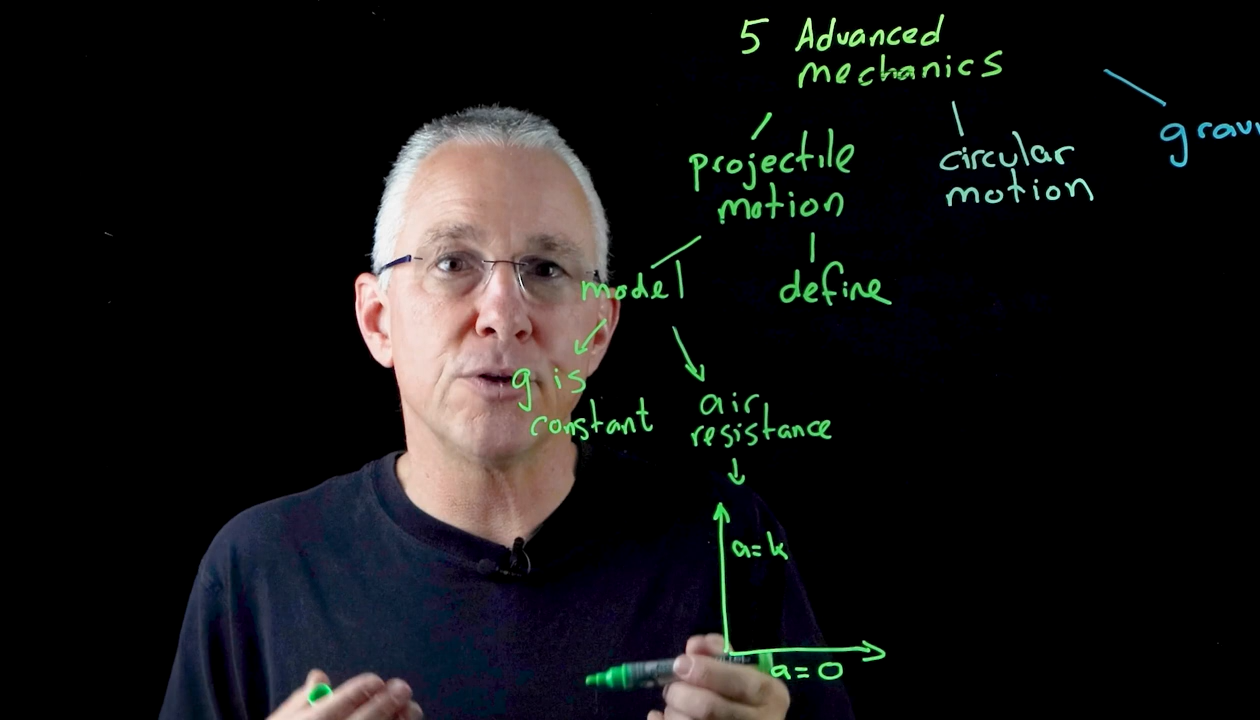 5 Advanced
mechanics
projectile
motion
circular
motion
model
define
g is
constant
air
resistance
a=k
a=0